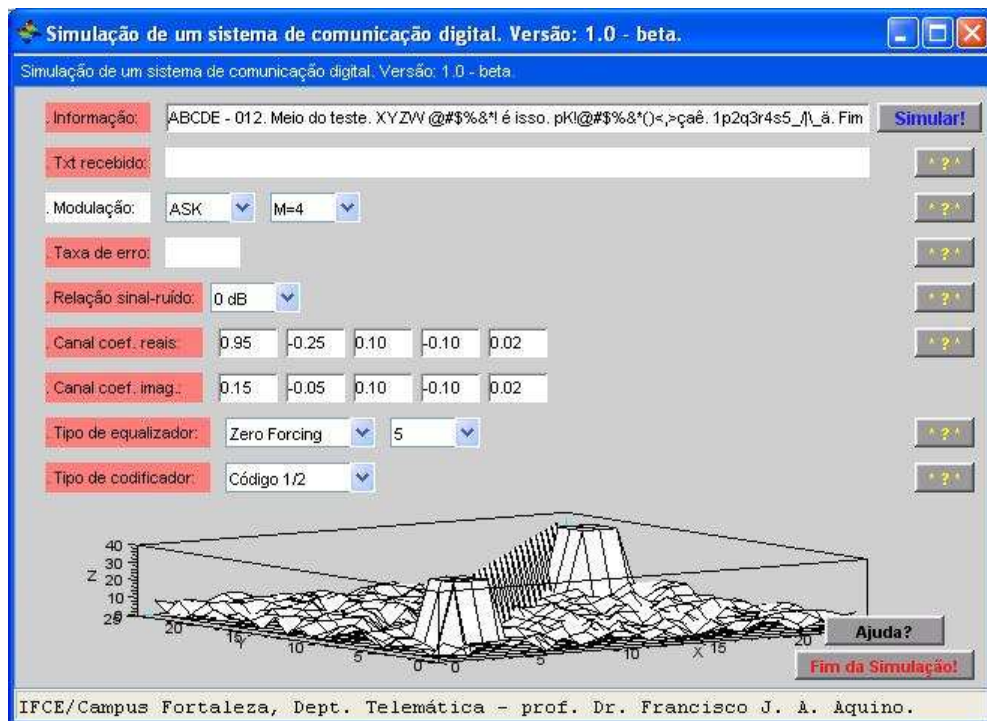 Simulação de um sistema de comunicação digital. Versão: 1.0 - beta.
Simulação de um sistema de comunicação digital. Versão: 1.0 - beta.
. Informação: ABCDE - 012. Meio do teste. XYZW @#$%&*! é isso. pK!@#$%&*()<,>çaê. 1p2q3r4s5_/|\_ä. Fim Simular!
. Txt recebido: ^ ? ^
. Modulação: ASK M=4 ^ ? ^
. Taxa de erro: ^ ? ^
. Relação sinal-ruído: 0 dB ^ ? ^
. Canal coef. reais: 0.95 -0.25 0.10 -0.10 0.02 ^ ? ^
. Canal coef. imag.: 0.15 -0.05 0.10 -0.10 0.02
. Tipo de equalizador: Zero Forcing 5 ^ ? ^
. Tipo de codificador: Código 1/2 ^ ? ^
40
30
Z 20
10
0
25 20 15 Y 10 5 0 0 5 10 X 15 20
Ajuda?
Fim da Simulação!
IFCE/Campus Fortaleza, Dept. Telemática - prof. Dr. Francisco J. A. Aquino.